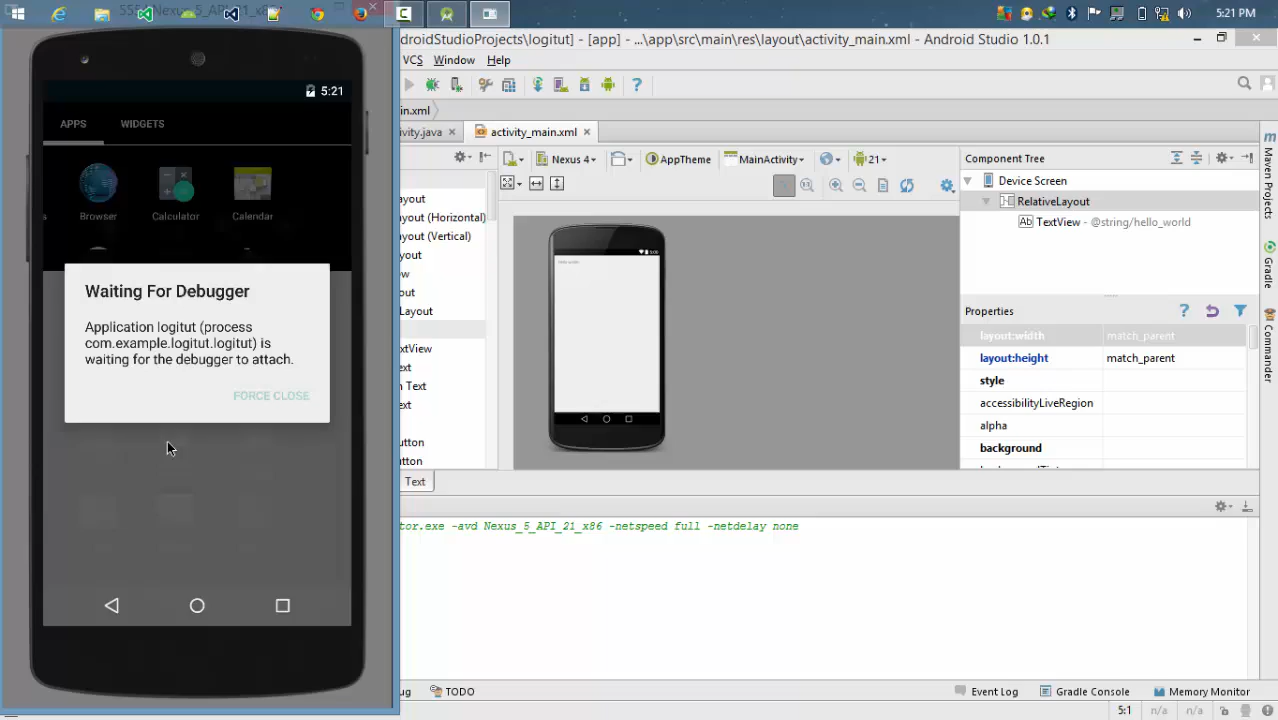 Nexus_5_API_21_x86
5:21 PM
droidStudioProjects\logitut] - [app] - ...\app\src\main\res\layout\activity_main.xml - Android Studio 1.0.1
VCS Window Help
in.xml
ivity.java activity_main.xml
5:21
APPS WIDGETS
Browser Calculator Calendar
Waiting For Debugger
Application logitut (process
com.example.logitut.logitut) is
waiting for the debugger to attach.
FORCE CLOSE
Nexus 4 AppTheme MainActivity 21
ayout
ayout (Horizontal)
ayout (Vertical)
ayout
w
out
Layout
xtView
ext
n Text
ext
utton
utton
Component Tree
Device Screen
RelativeLayout
Ab TextView - @string/hello_world
Properties
layout:width match_parent
layout:height match_parent
style
accessibilityLiveRegion
alpha
background
Text
tor.exe -avd Nexus_5_API_21_x86 -netspeed full -netdelay none
Maven Projects
Gradle
Commander
ug TODO Event Log Gradle Console Memory Monitor
5:1 n/a n/a